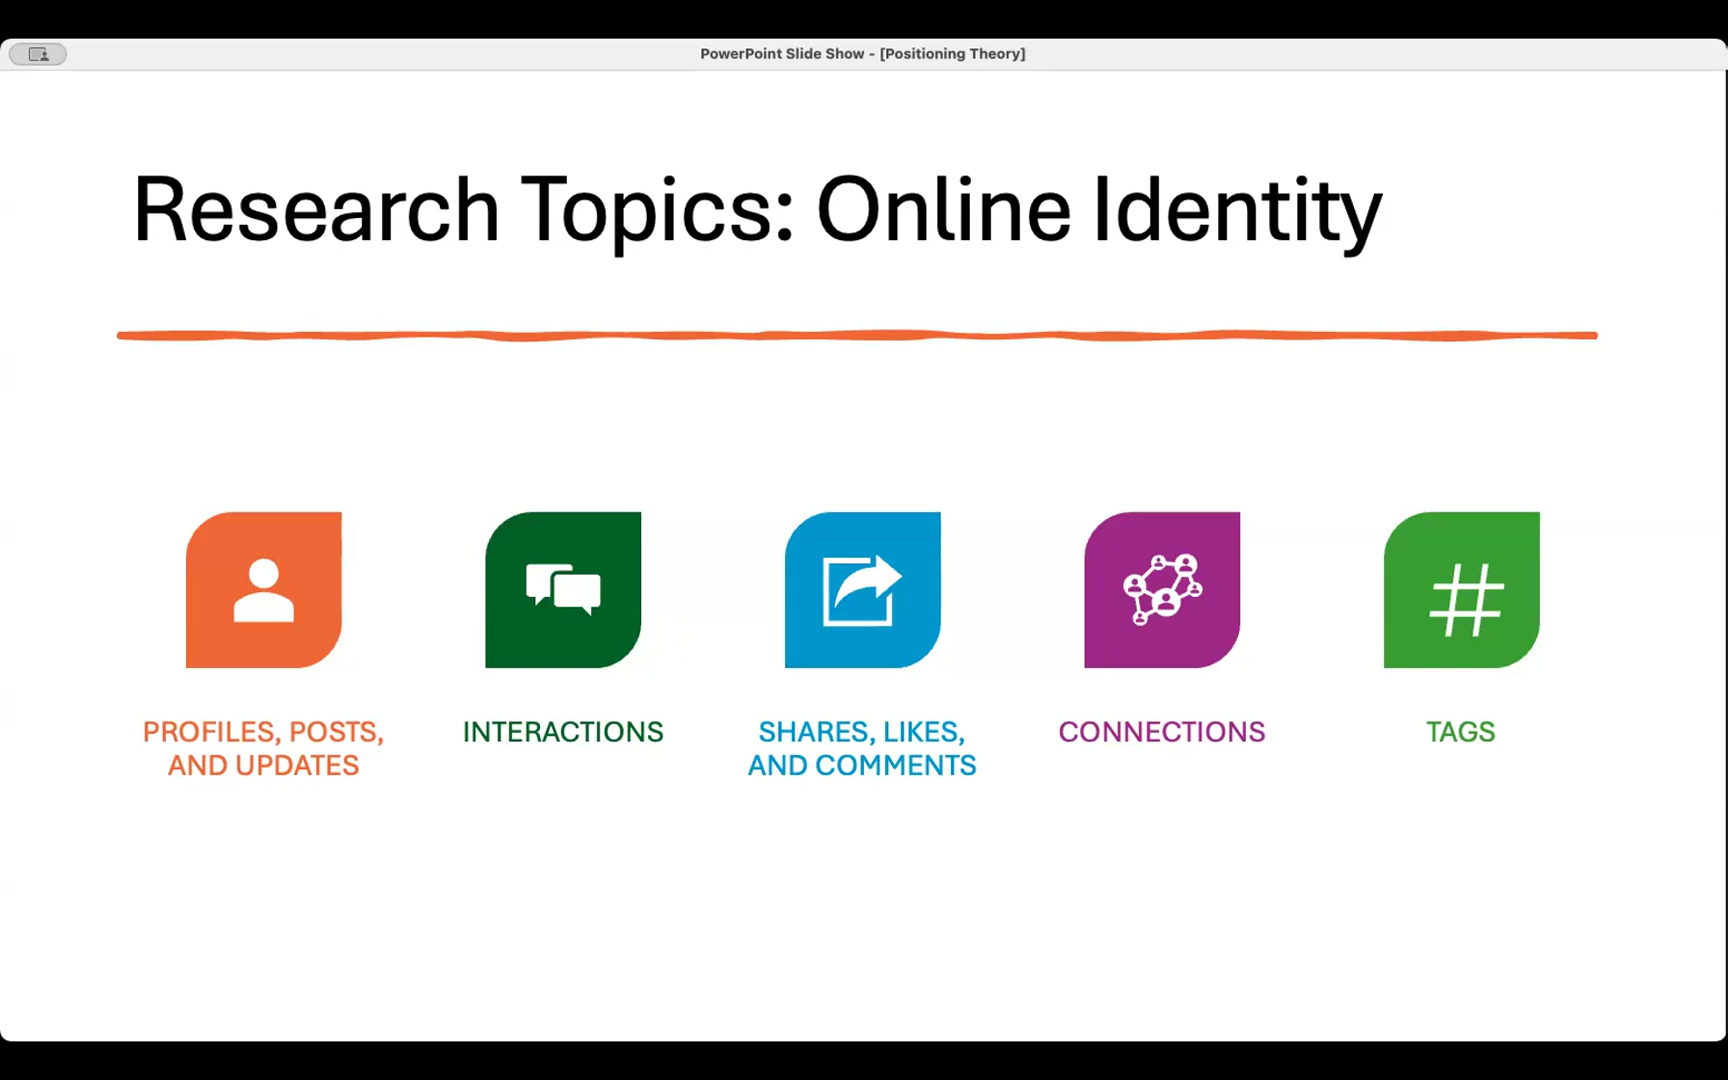 PowerPoint Slide Show - [Positioning Theory]
Research Topics: Online Identity
PROFILES, POSTS,
AND UPDATES
INTERACTIONS
SHARES, LIKES,
AND COMMENTS
CONNECTIONS
#
TAGS